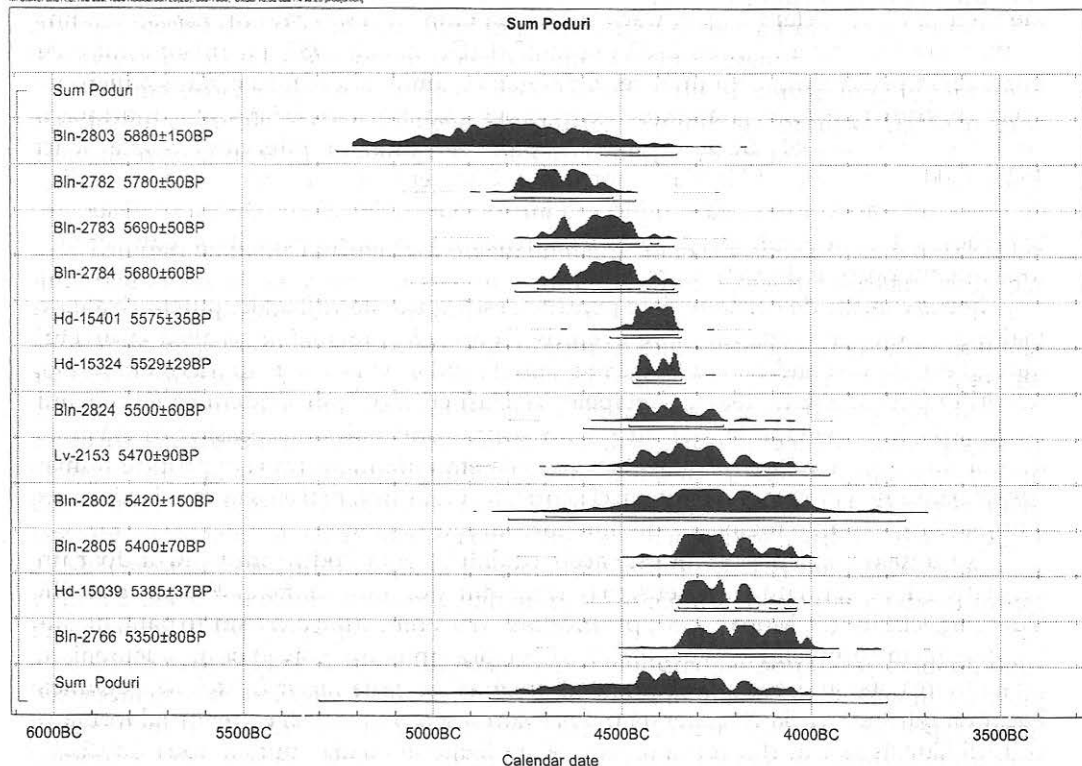 Sum Poduri
Sum Poduri
Bln-2803 5880±150BP
Bln-2782 5780±50BP
Bln-2783 5690±50BP
Bln-2784 5680±60BP
Hd-15401 5575±35BP
Hd-15324 5529±29BP
Bln-2824 5500±60BP
Lv-2153 5470±90BP
Bln-2802 5420±150BP
Bln-2805 5400±70BP
Hd-15039 5385±37BP
Bln-2766 5350±80BP
Sum Poduri
6000BC 5500BC 5000BC 4500BC 4000BC 3500BC
Calendar date